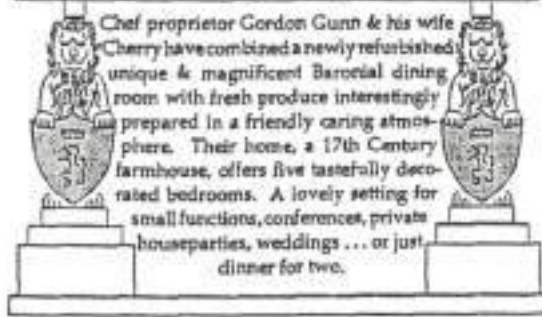 Chef proprietor Gordon Gunn & his wife
Cherry have combined a newly refurbished
unique & magnificent Baronial dining
room with fresh produce interestingly
prepared in a friendly caring atmos-
phere. Their home, a 17th Century
farmhouse, offers five tastefully deco-
rated bedrooms. A lovely setting for
small functions, conferences, private
houseparties, weddings ... or just
dinner for two.